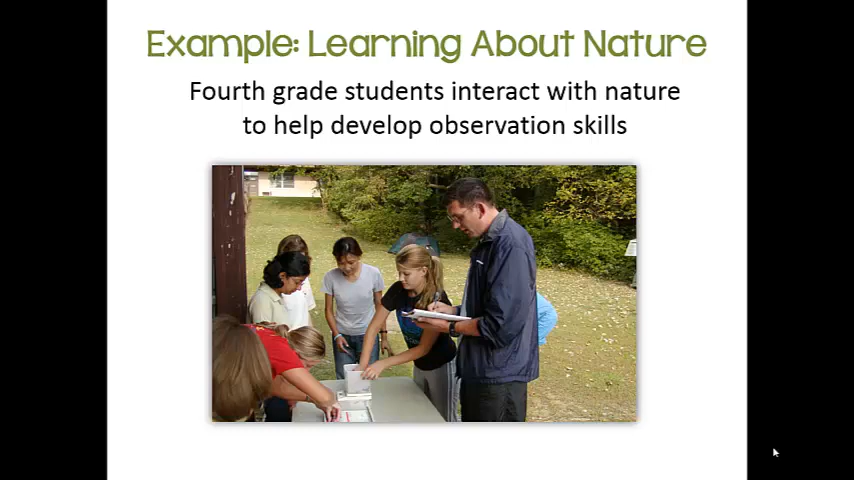 Example: Learning About Nature
Fourth grade students interact with nature
to help develop observation skills